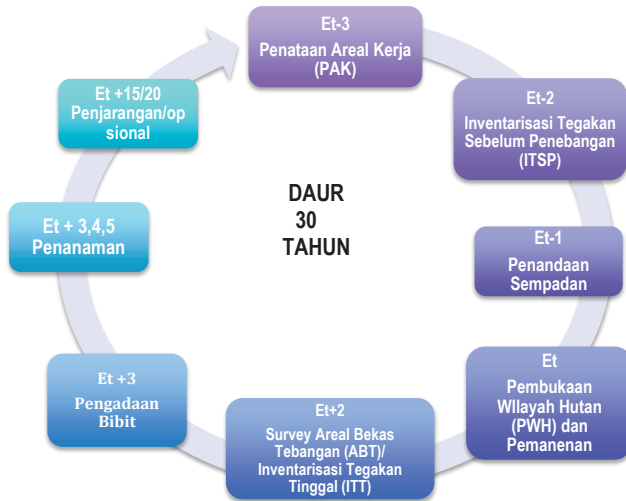 Et-3
Penataan Areal Kerja
(PAK)
Et-2
Inventarisasi Tegakan
Sebelum Penebangan
(ITSP)
Et-1
Penandaan
Sempadan
Et
Pembukaan
WIlayah Hutan
(PWH) dan
Pemanenan
Et+2
Survey Areal Bekas
Tebangan (ABT)/
Inventarisasi Tegakan
Tinggal (ITT)
Et +3
Pengadaan
Bibit
Et + 3,4,5
Penanaman
Et +15/20
Penjarangan/op
sional
DAUR
30
TAHUN